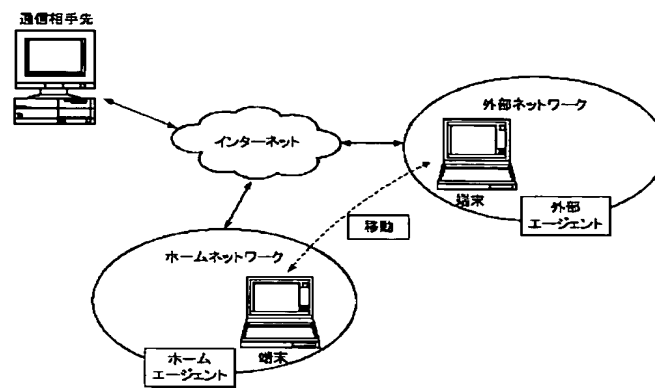 通信相手先
インターネット
外部ネットワーク
端末
外部
エージェント
移動
ホームネットワーク
端末
ホーム
エージェント